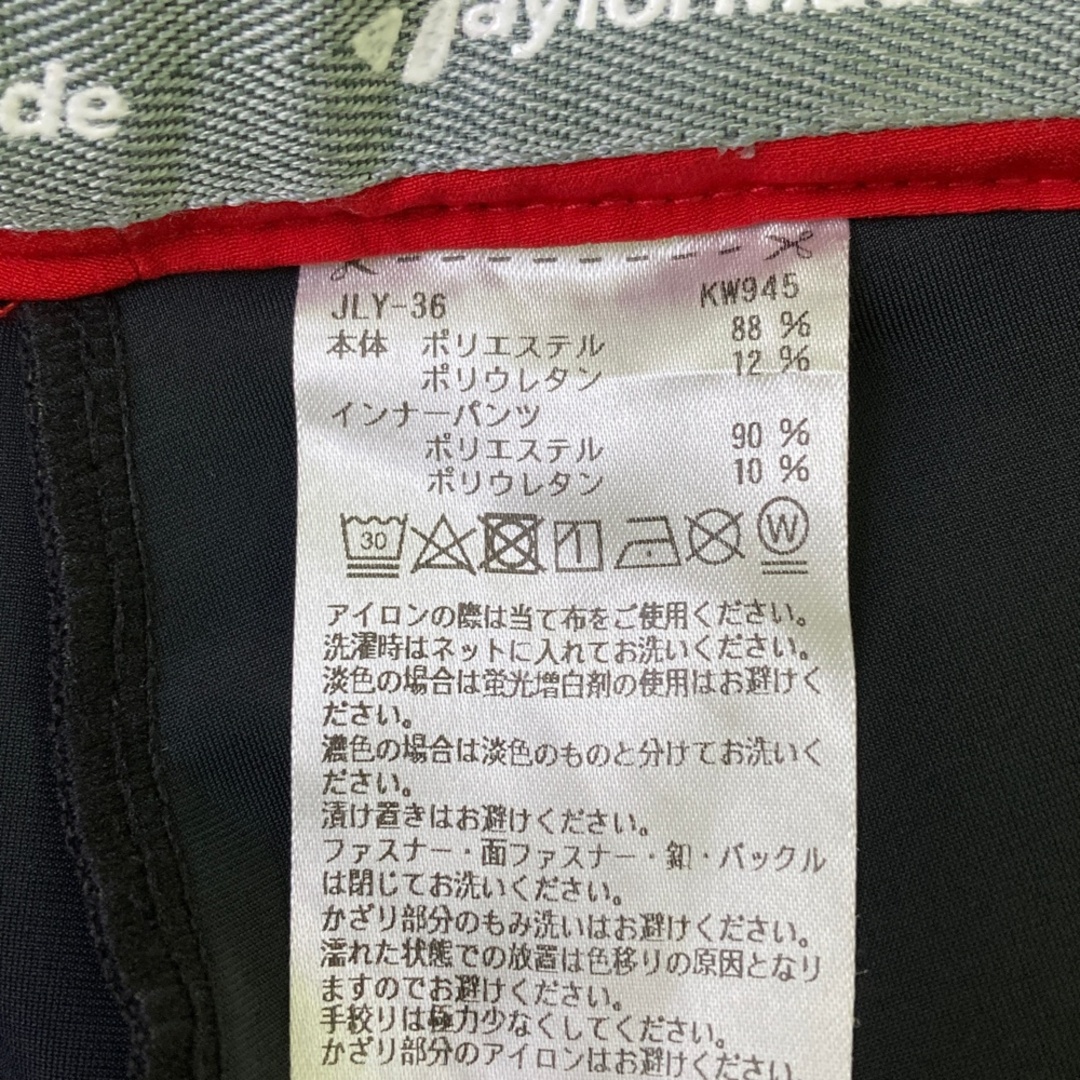 TaylorMade
de
JLY-36 KW945
本体 ポリエステル 88 %
ポリウレタン 12 %
インナーパンツ
ポリエステル 90 %
ポリウレタン 10 %
30 W
アイロンの際は当て布をご使用ください。
洗濯時はネットに入れてお洗いください。
淡色の場合は蛍光増白剤の使用はお避けく
ださい。
濃色の場合は淡色のものと分けてお洗いく
ださい。
漬け置きはお避けください。
ファスナー・面ファスナー・釦・バックル
は閉じてお洗いください。
かざり部分のもみ洗いはお避けください。
濡れた状態での放置は色移りの原因となり
ますのでお避けください。
手絞りは極力少なくしてください。
かざり部分のアイロンはお避けください。